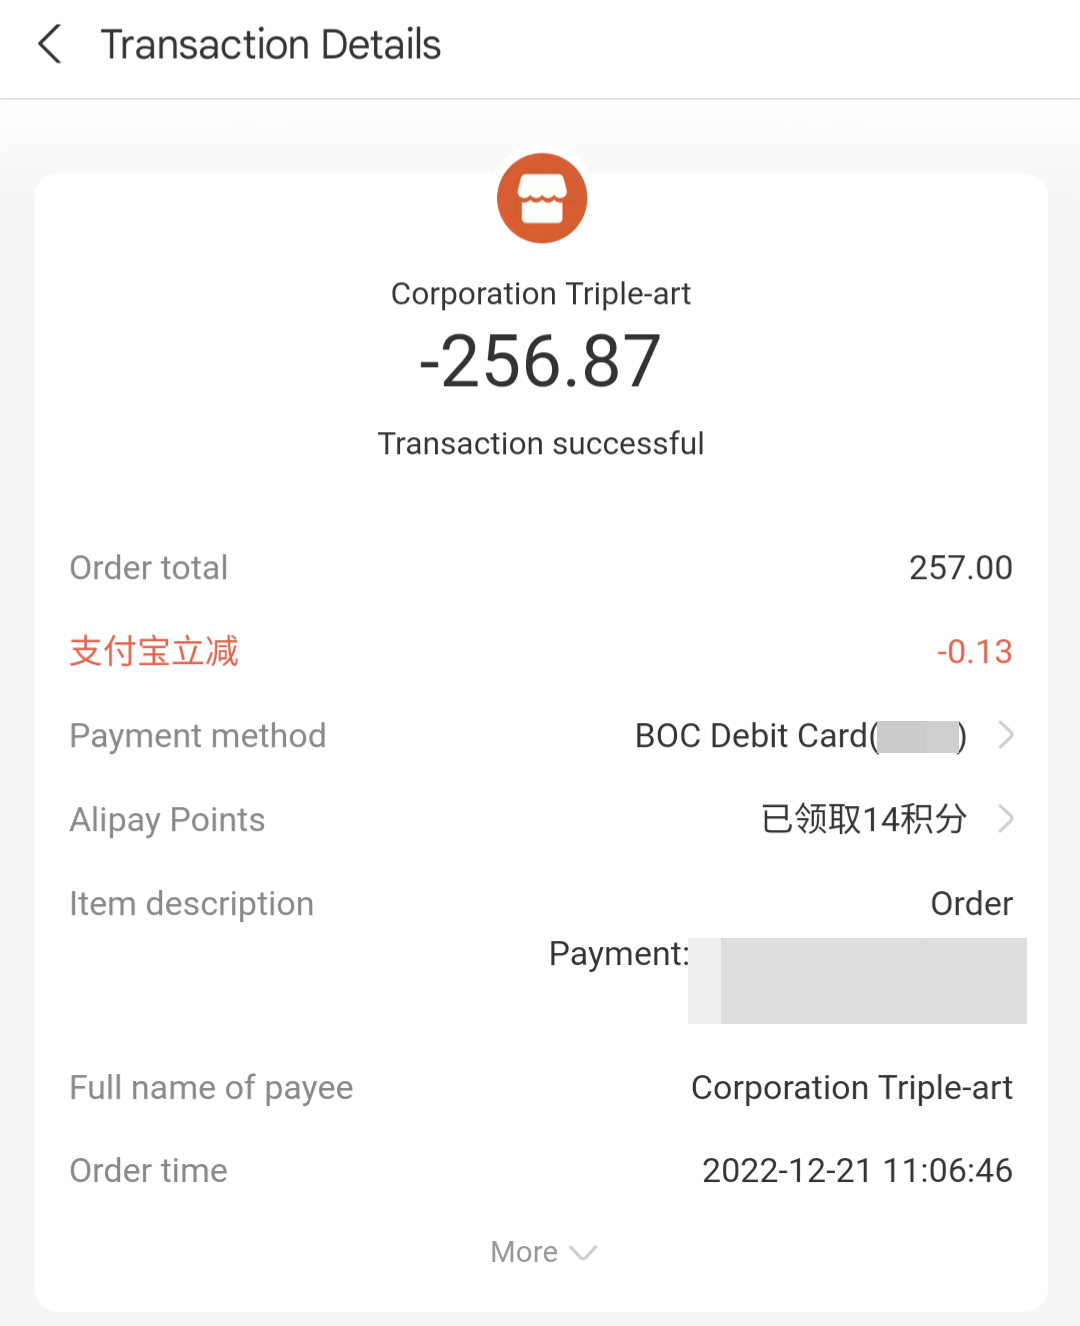 Transaction Details
Corporation Triple-art
-256.87
Transaction successful
Order total 257.00
支付宝立减 -0.13
Payment method BOC Debit Card( )
Alipay Points 已领取14积分
Item description Order
Payment:
Full name of payee Corporation Triple-art
Order time 2022-12-21 11:06:46
More